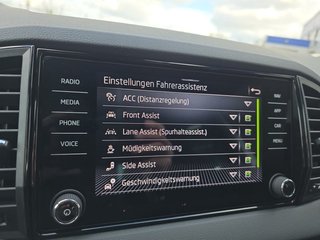 Einstellungen Fahrerassistenz
ACC (Distanzregelung)
Front Assist
Lane Assist (Spurhalteassist.)
Müdigkeitswarnung
Side Assist
Geschwindigkeitswarnung
RADIO
MEDIA
PHONE
VOICE
NAV
APP
CAR
MENU